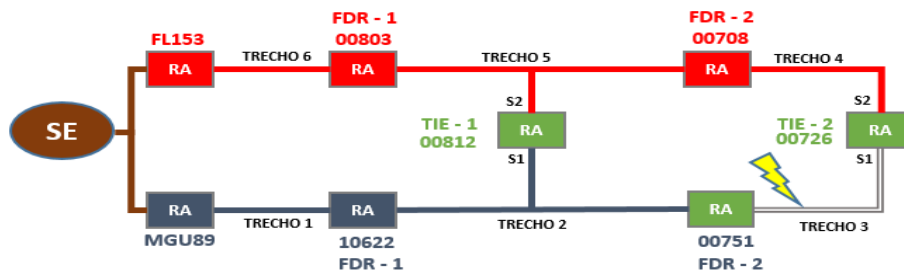 FDR - 1
00803
FDR - 2
00708
FL153
RA
TRECHO 6
RA
TRECHO 5
RA
TRECHO 4
SE
TIE - 1
00812
S2
RA
S1
TIE - 2
00726
S2
RA
S1
RA
MGU89
TRECHO 1
RA
10622
FDR - 1
TRECHO 2
RA
00751
FDR - 2
TRECHO 3